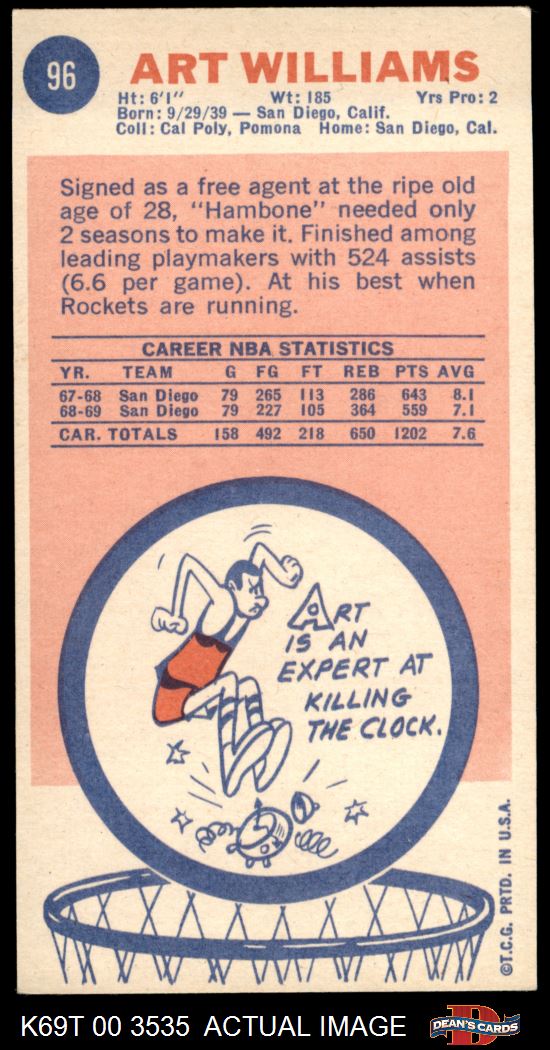 96
ART WILLIAMS
Ht: 6'1" Wt: 185 Yrs Pro: 2
Born: 9/29/39 — San Diego, Calif.
Coll: Cal Poly, Pomona Home: San Diego, Cal.
Signed as a free agent at the ripe old
age of 28, "Hambone" needed only
2 seasons to make it. Finished among
leading playmakers with 524 assists
(6.6 per game). At his best when
Rockets are running.
CAREER NBA STATISTICS
YR. TEAM G FG FT REB PTS AVG
67-68 San Diego 79 265 113 286 643 8.1
68-69 San Diego 79 227 105 364 559 7.1
CAR. TOTALS 158 492 218 650 1202 7.6
ART
IS AN
EXPERT AT
KILLING
THE CLOCK.
©T.C.G. PRTD. IN U.S.A.
K69T 00 3535 ACTUAL IMAGE
D
DEAN'S CARDS